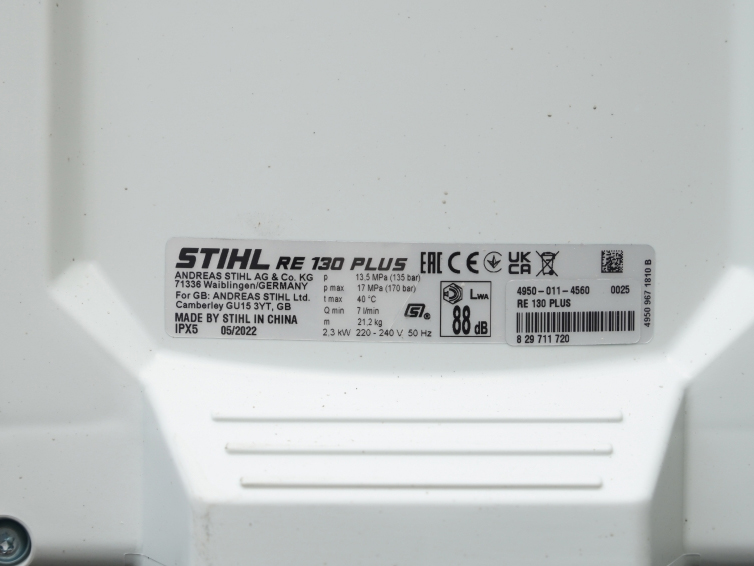 STIHL RE 130 PLUS
ANDREAS STIHL AG & Co. KG
71336 Waiblingen/GERMANY
For GB: ANDREAS STIHL Ltd.
Camberley GU15 3YT, GB
MADE BY STIHL IN CHINA
IPX5 05/2022
p 13,5 MPa (135 bar)
p max 17 MPa (170 bar)
t max 40 °C
Q min 7 l/min
m 21,2 kg
2,3 kW 220 - 240 V, 50 Hz
EAC CE UK CA
GS®
LWA
88 dB
4950-011-4560 0025
RE 130 PLUS
8 29 711 720
4950 967 1810 B